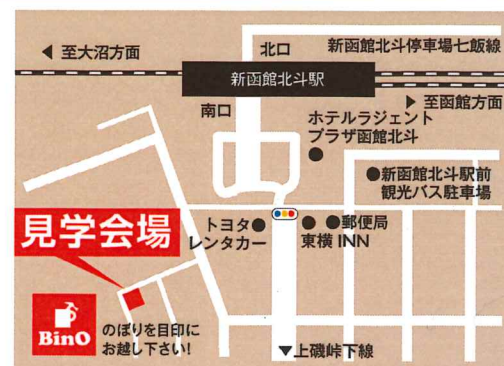 ◀ 至大沼方面
北口
新函館北斗停車場七飯線
新函館北斗駅
▶ 至函館方面
南口
ホテルラジェント
プラザ函館北斗
●新函館北斗駅前
観光バス駐車場
トヨタ●
レンタカー
●郵便局
東横 INN
見学会場
BinO
のぼりを目印に
お越し下さい!
▼上磯峠下線